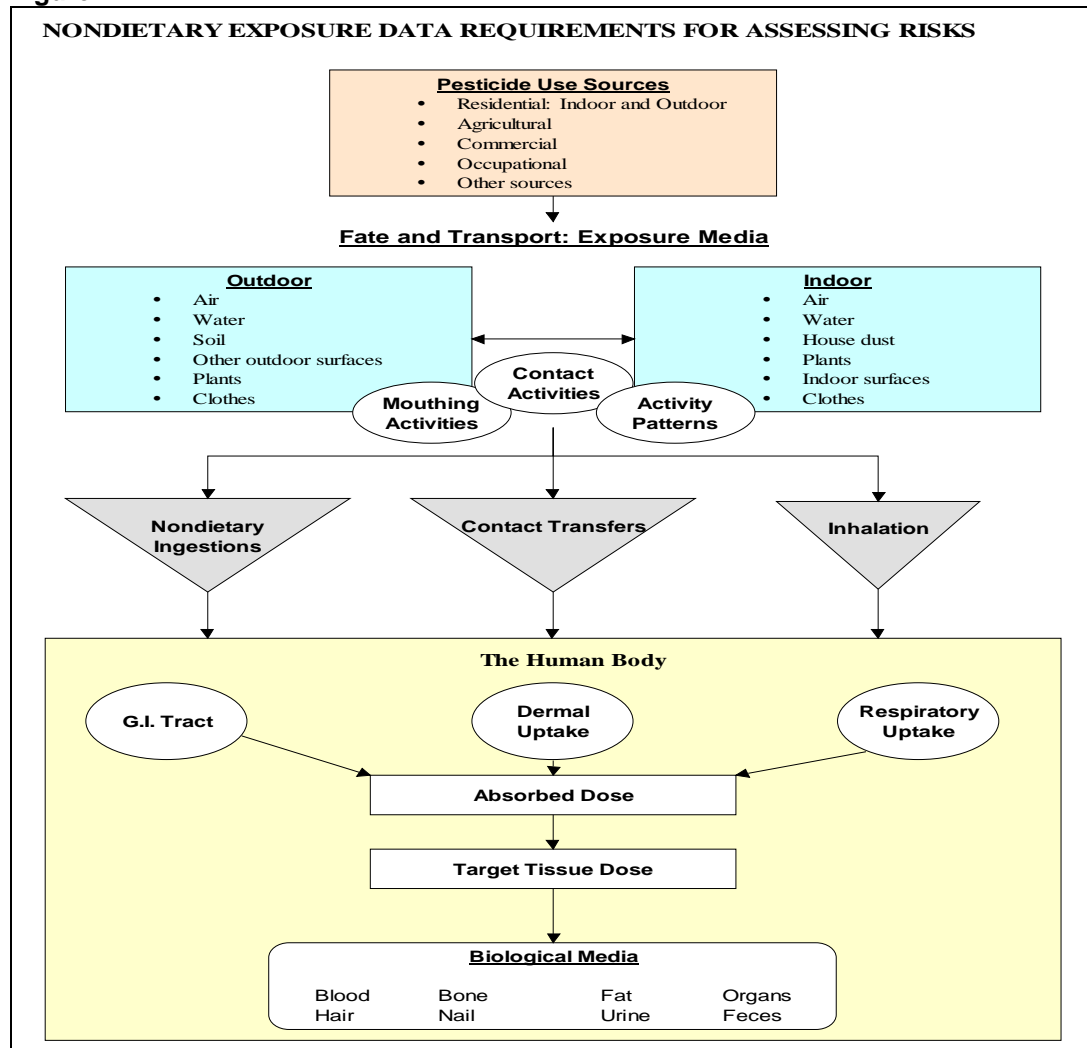 NONDIETARY EXPOSURE DATA REQUIREMENTS FOR ASSESSING RISKS
Pesticide Use Sources
• Residential: Indoor and Outdoor
• Agricultural
• Commercial
• Occupational
• Other sources
Fate and Transport: Exposure Media
Outdoor
• Air
• Water
• Soil
• Other outdoor surfaces
• Plants
• Clothes
Indoor
• Air
• Water
• House dust
• Plants
• Indoor surfaces
• Clothes
Mouthing
Activities
Contact
Activities
Activity
Patterns
Nondietary
Ingestions
Contact Transfers
Inhalation
The Human Body
G.I. Tract
Dermal
Uptake
Respiratory
Uptake
Absorbed Dose
Target Tissue Dose
Biological Media
Blood Bone Fat Organs
Hair Nail Urine Feces